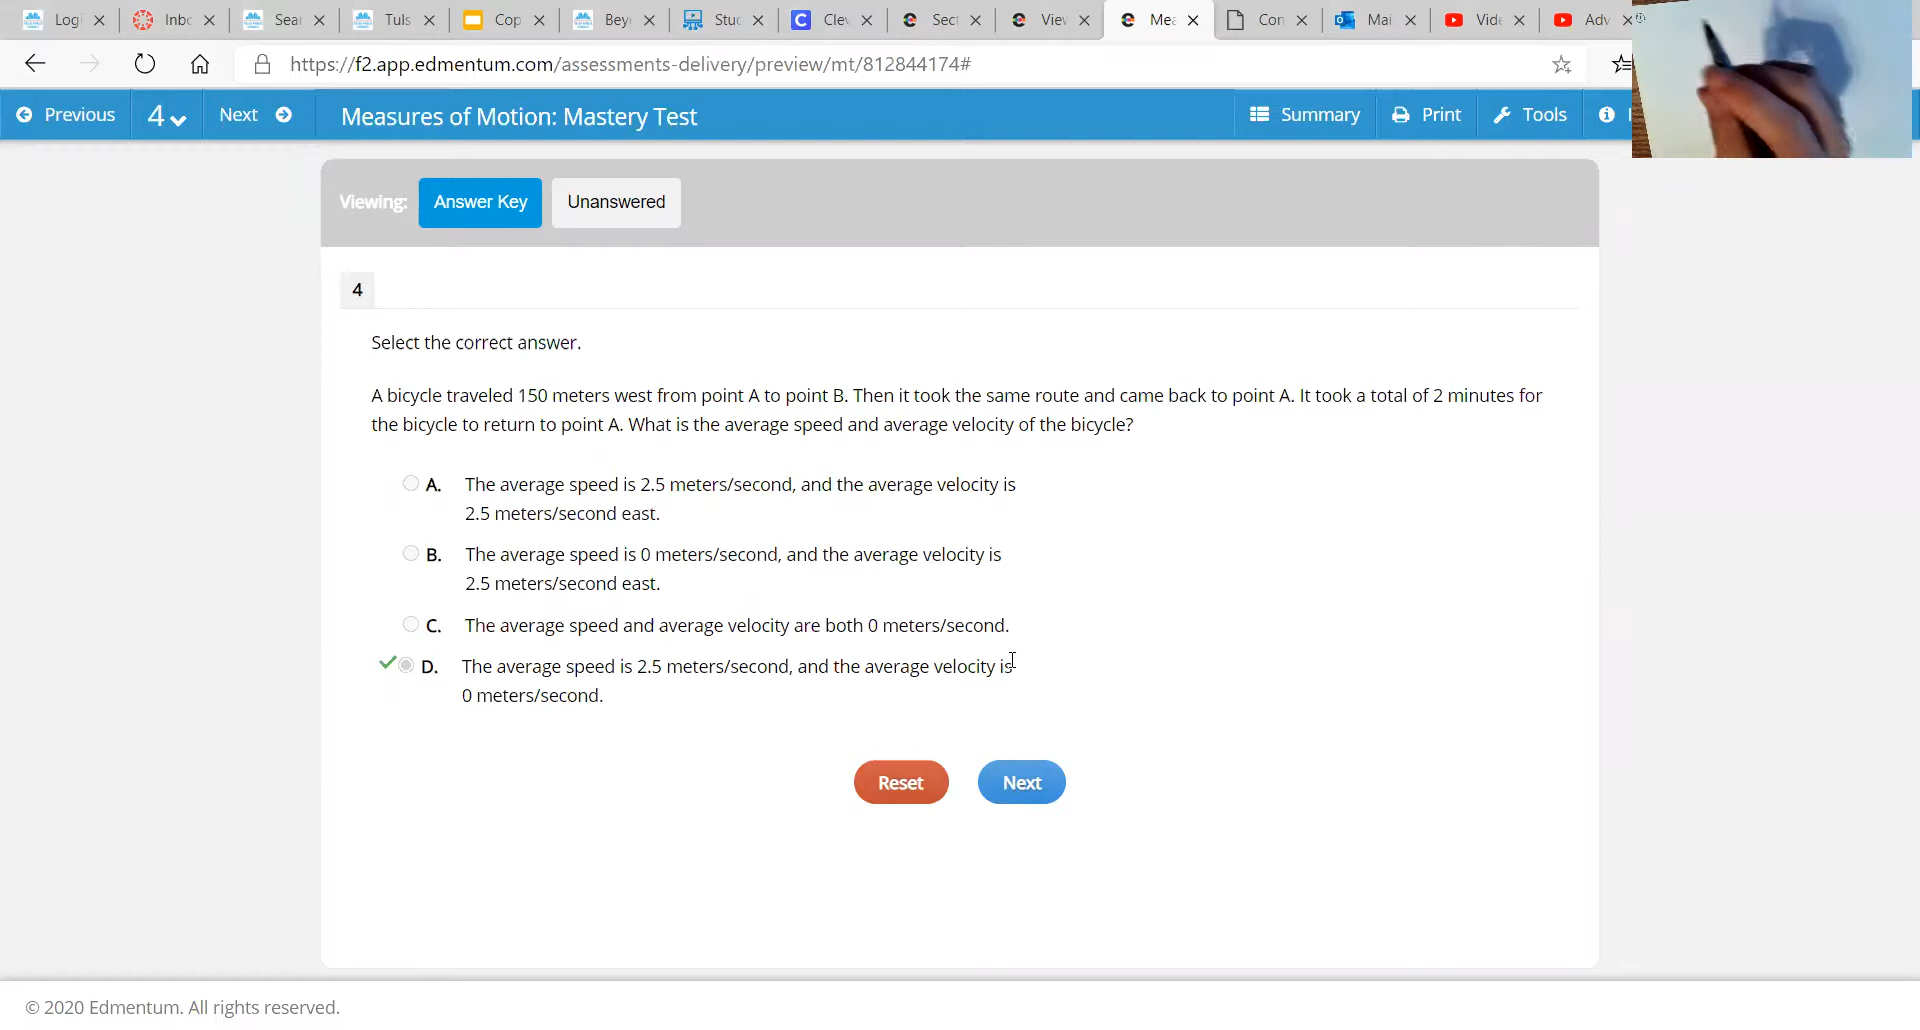 Logi
Inbo
Sear
Tuls
Cop
Bey
Stuc
Cle
Sect
View
Mea
Con
Mai
Vide
Adv
https://f2.app.edmentum.com/assessments-delivery/preview/mt/812844174#
Previous
4
Next
Measures of Motion: Mastery Test
Summary
Print
Tools
Viewing:
Answer Key
Unanswered
4
Select the correct answer.
A bicycle traveled 150 meters west from point A to point B. Then it took the same route and came back to point A. It took a total of 2 minutes for
the bicycle to return to point A. What is the average speed and average velocity of the bicycle?
A. The average speed is 2.5 meters/second, and the average velocity is
2.5 meters/second east.
B. The average speed is 0 meters/second, and the average velocity is
2.5 meters/second east.
C. The average speed and average velocity are both 0 meters/second.
D. The average speed is 2.5 meters/second, and the average velocity is
0 meters/second.
Reset
Next
© 2020 Edmentum. All rights reserved.